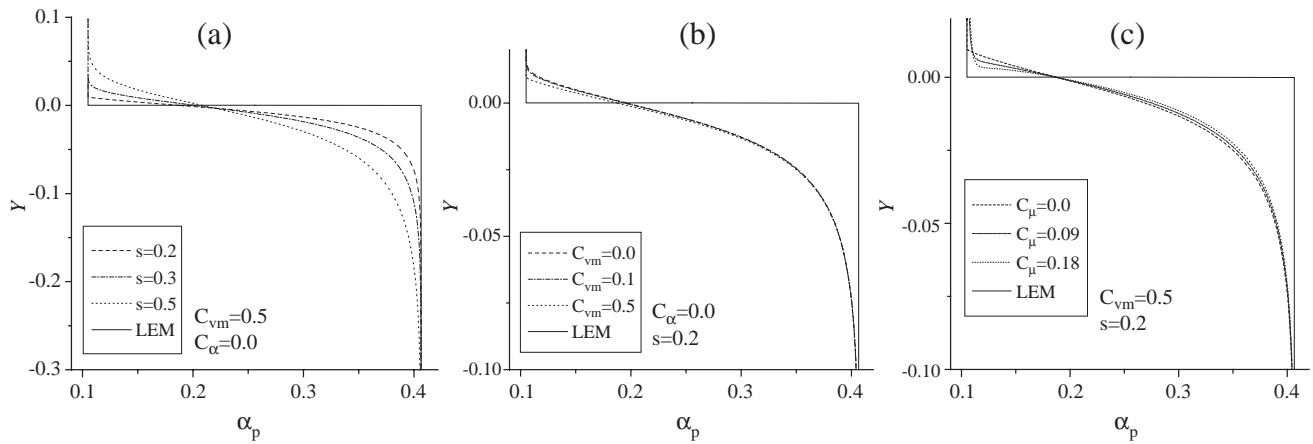 (a)
0.1
0.0
-0.1
-0.2
-0.3
Y
s=0.2
s=0.3
s=0.5
LEM
C_vm=0.5
C_α=0.0
0.1 0.2 0.3 0.4
α_p
(b)
0.00
-0.05
-0.10
Y
C_vm=0.0
C_vm=0.1
C_vm=0.5
LEM
C_α=0.0
s=0.2
0.1 0.2 0.3 0.4
α_p
(c)
0.00
-0.05
-0.10
Y
C_μ=0.0
C_μ=0.09
C_μ=0.18
LEM
C_vm=0.5
s=0.2
0.1 0.2 0.3 0.4
α_p